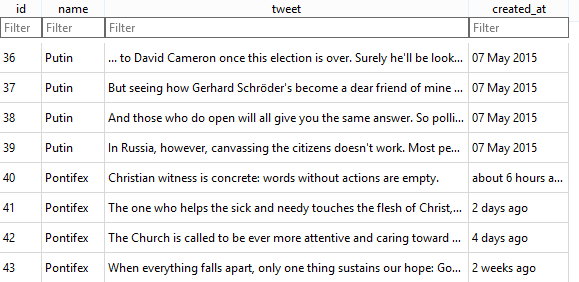 id name tweet created_at
Filter Filter Filter Filter
36 Putin ... to David Cameron once this election is over. Surely he'll be look... 07 May 2015
37 Putin But seeing how Gerhard Schröder's become a dear friend of mine ... 07 May 2015
38 Putin And those who do open will all give you the same answer. So polli... 07 May 2015
39 Putin In Russia, however, canvassing the citizens doesn't work. Most pe... 07 May 2015
40 Pontifex Christian witness is concrete: words without actions are empty. about 6 hours a...
41 Pontifex The one who helps the sick and needy touches the flesh of Christ,... 2 days ago
42 Pontifex The Church is called to be ever more attentive and caring toward ... 4 days ago
43 Pontifex When everything falls apart, only one thing sustains our hope: Go... 2 weeks ago